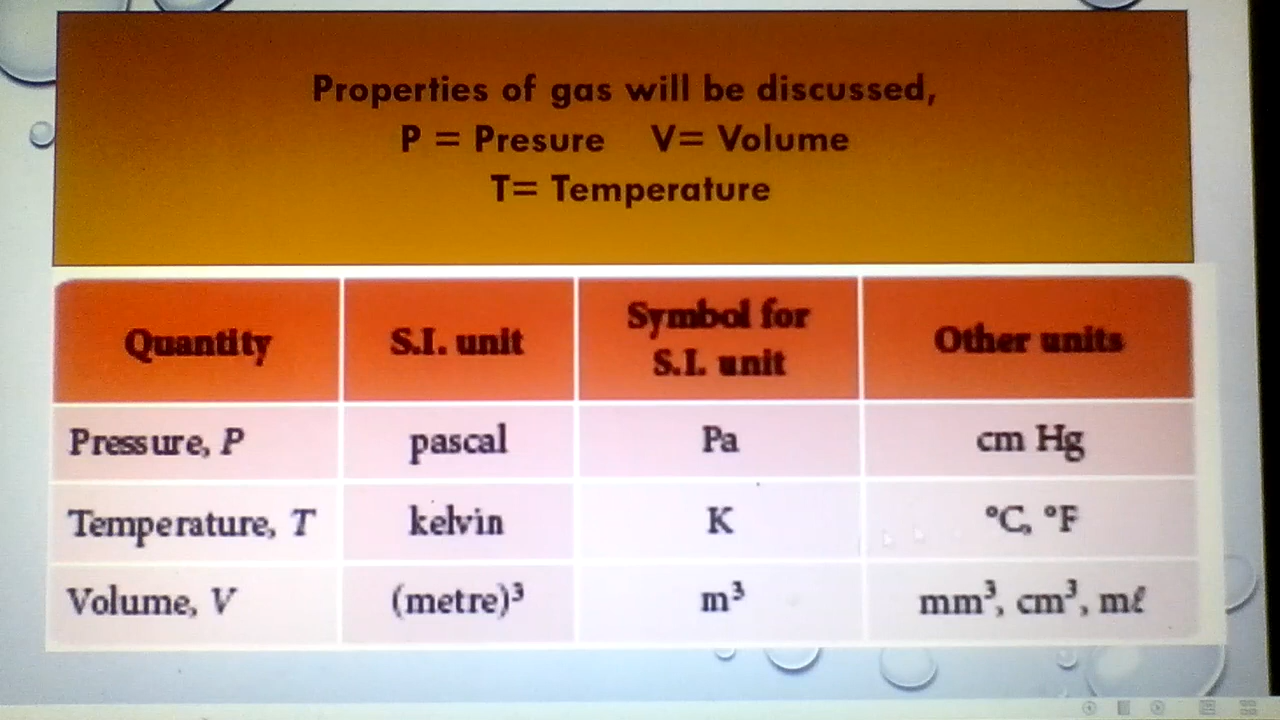 Properties of gas will be discussed,
P = Presure V= Volume
T= Temperature
Quantity S.I. unit Symbol for S.I. unit Other units
Pressure, P pascal Pa cm Hg
Temperature, T kelvin K °C, °F
Volume, V (metre)³ m³ mm³, cm³, mℓ